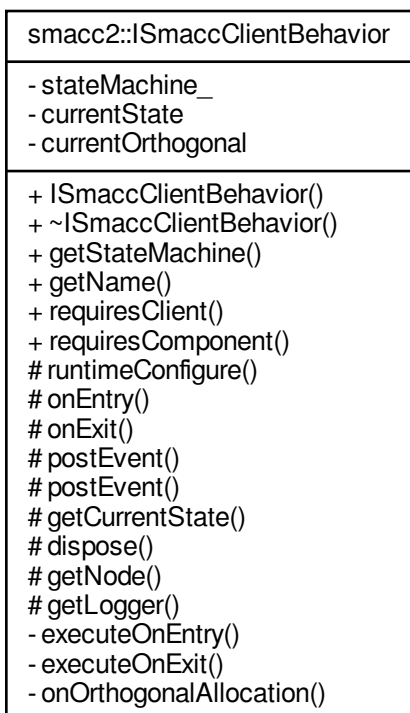 smacc2::ISmaccClientBehavior
- stateMachine_
- currentState
- currentOrthogonal
+ ISmaccClientBehavior()
+ ~ISmaccClientBehavior()
+ getStateMachine()
+ getName()
+ requiresClient()
+ requiresComponent()
# runtimeConfigure()
# onEntry()
# onExit()
# postEvent()
# postEvent()
# getCurrentState()
# dispose()
# getNode()
# getLogger()
- executeOnEntry()
- executeOnExit()
- onOrthogonalAllocation()